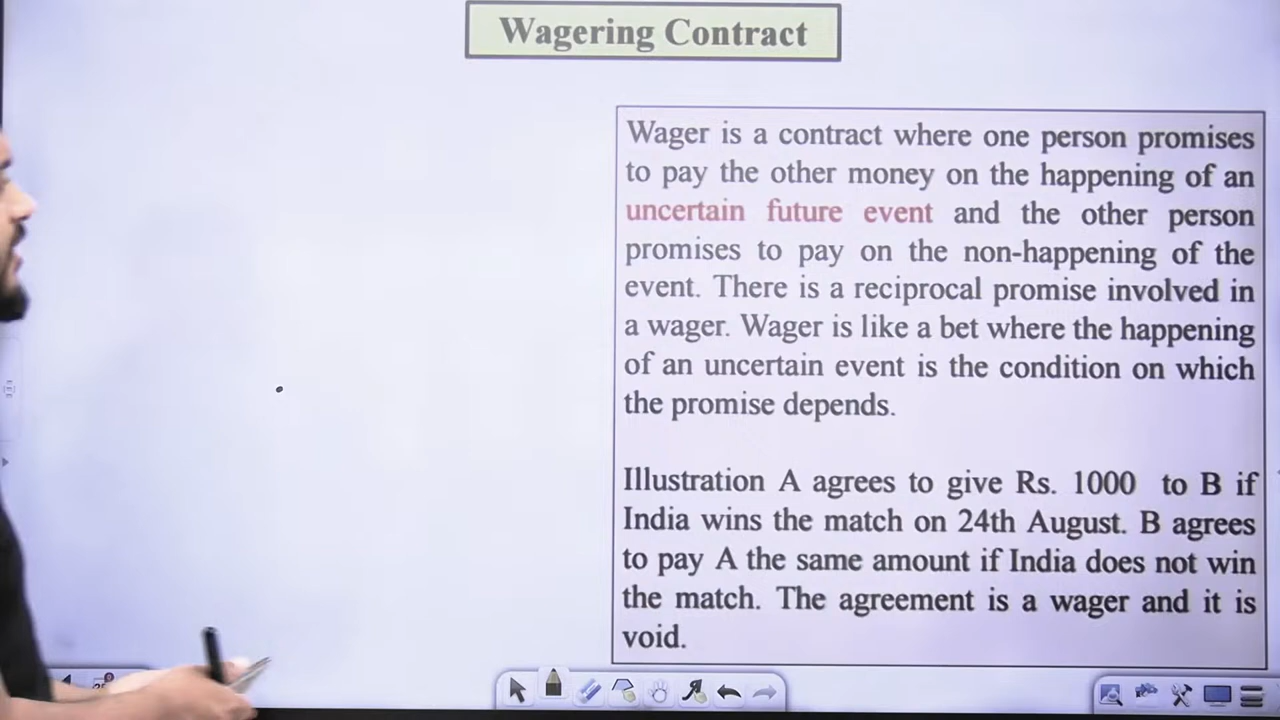 Wagering Contract
Wager is a contract where one person promises
to pay the other money on the happening of an
uncertain future event and the other person
promises to pay on the non-happening of the
event. There is a reciprocal promise involved in
a wager. Wager is like a bet where the happening
of an uncertain event is the condition on which
the promise depends.
Illustration A agrees to give Rs. 1000 to B if
India wins the match on 24th August. B agrees
to pay A the same amount if India does not win
the match. The agreement is a wager and it is
void.